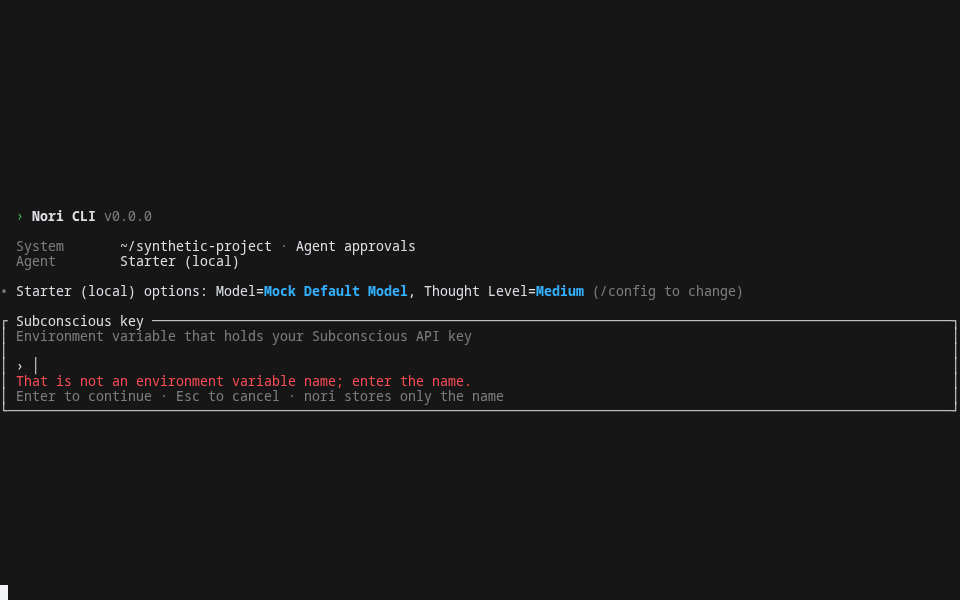 › Nori CLI v0.0.0
System ~/synthetic-project · Agent approvals
Agent Starter (local)
• Starter (local) options: Model=Mock Default Model, Thought Level=Medium (/config to change)
Subconscious key
Environment variable that holds your Subconscious API key
›
That is not an environment variable name; enter the name.
Enter to continue · Esc to cancel · nori stores only the name